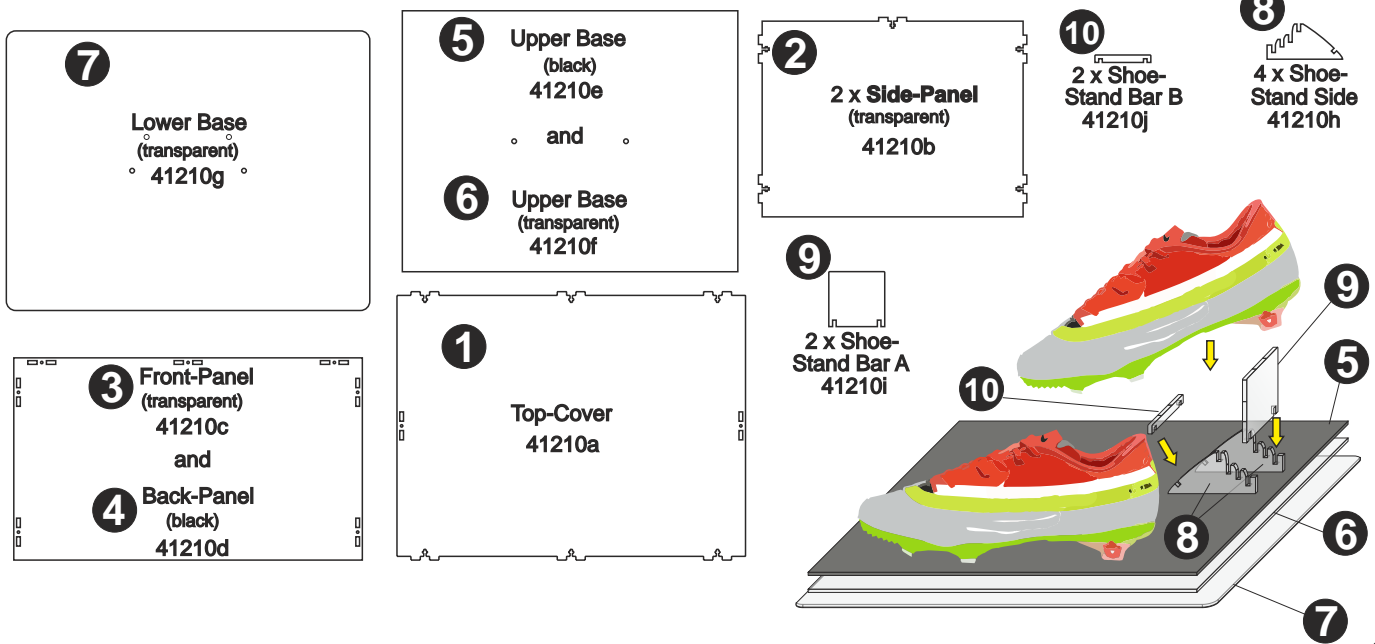 7
Lower Base
(transparent)
41210g
5
Upper Base
(black)
41210e
and
6
Upper Base
(transparent)
41210f
2
2 x Side-Panel
(transparent)
41210b
10
2 x Shoe-
Stand Bar B
41210j
8
4 x Shoe-
Stand Side
41210h
3
Front-Panel
(transparent)
41210c
and
4
Back-Panel
(black)
41210d
1
Top-Cover
41210a
9
2 x Shoe-
Stand Bar A
41210i
10
9
5
8
6
7